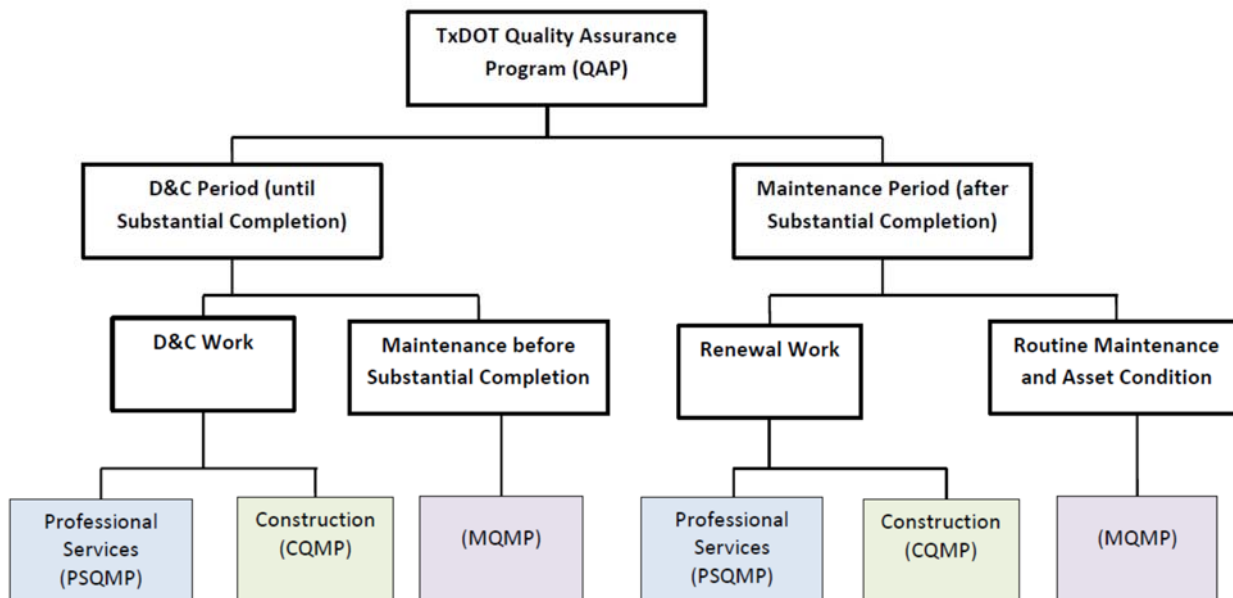 TxDOT Quality Assurance
Program (QAP)
D&C Period (until
Substantial Completion)
Maintenance Period (after
Substantial Completion)
D&C Work
Maintenance before
Substantial Completion
Renewal Work
Routine Maintenance
and Asset Condition
Professional
Services
(PSQMP)
Construction
(CQMP)
(MQMP)
Professional
Services
(PSQMP)
Construction
(CQMP)
(MQMP)